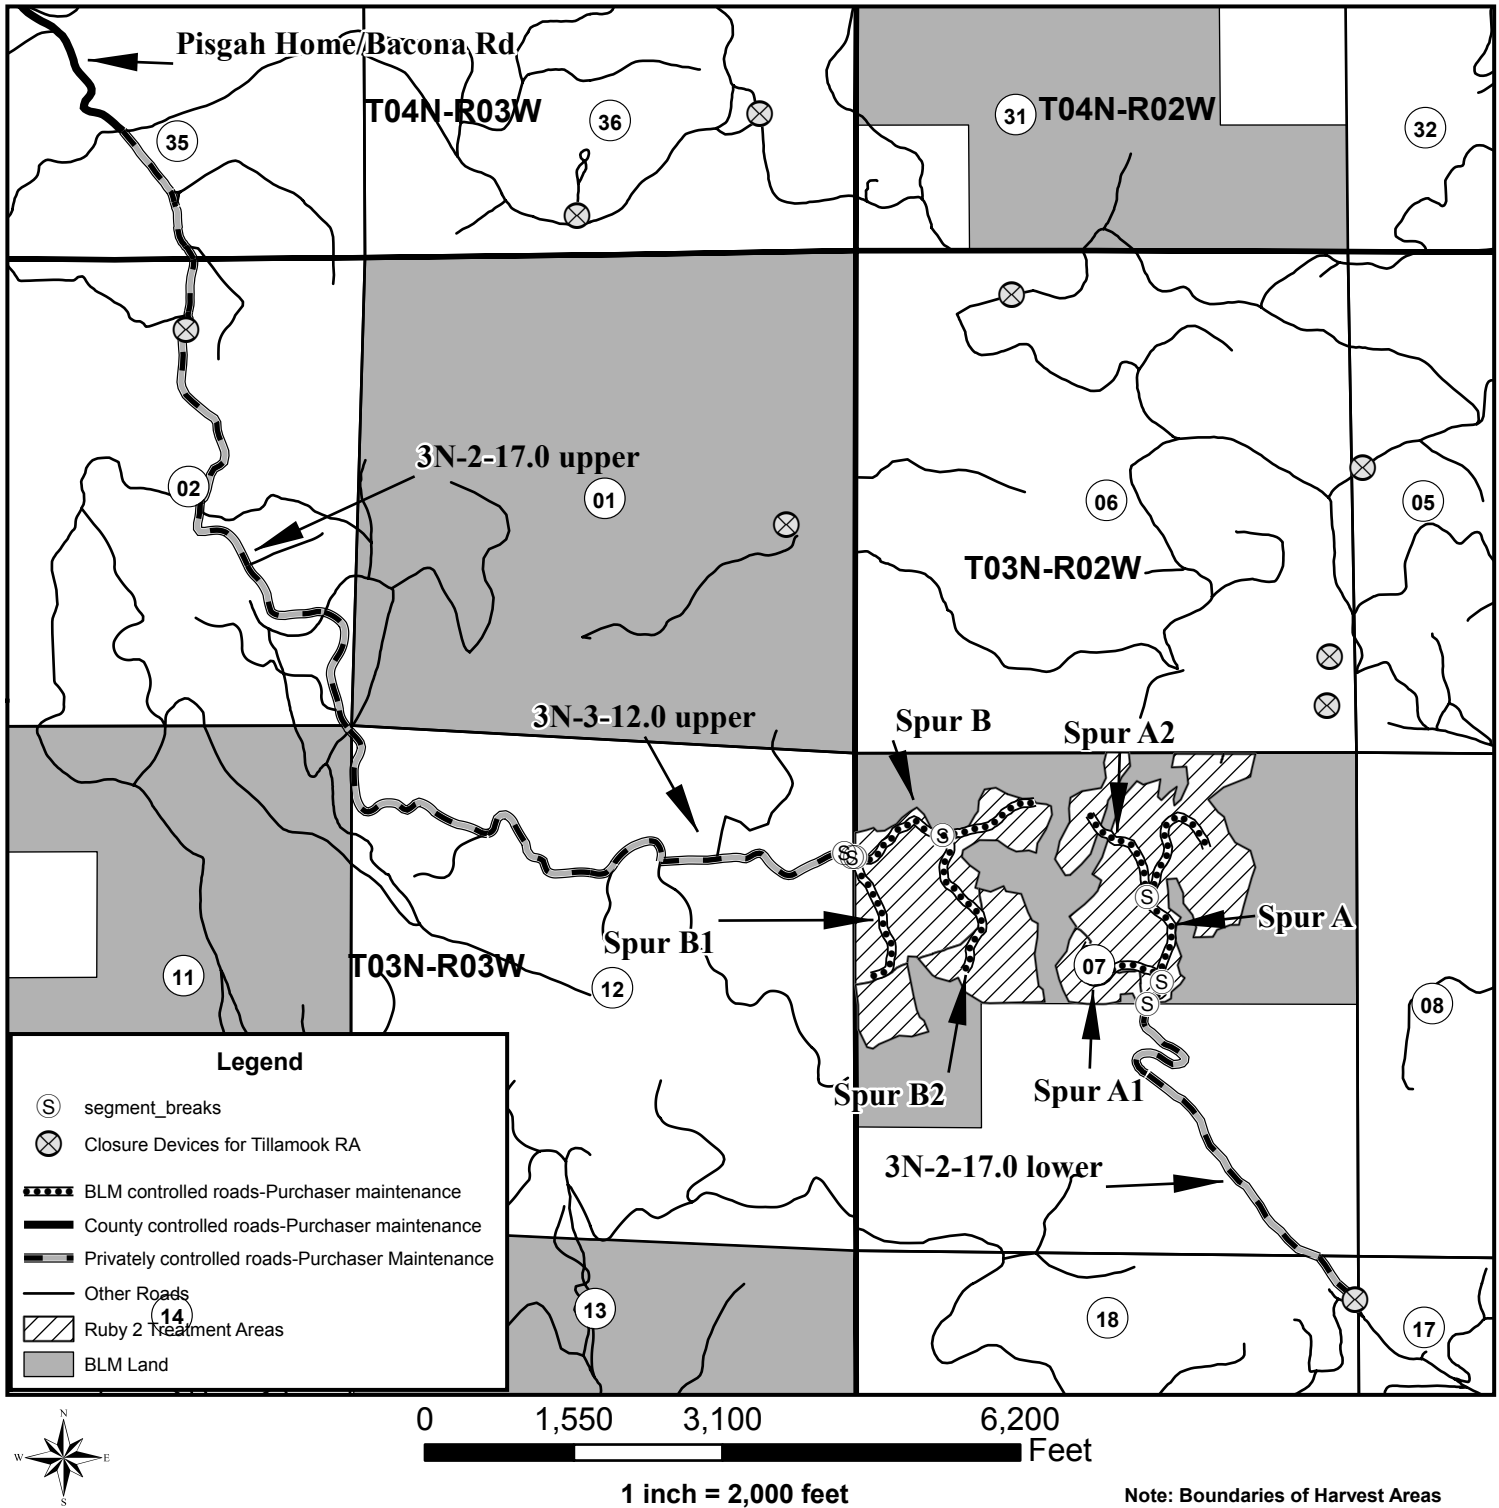 Pisgah Home/Bacona Rd
T04N-R03W
36
31
T04N-R02W
32
35
3N-2-17.0 upper
02
01
06
05
T03N-R02W
3N-3-12.0 upper
Spur B
Spur A2
S
S
S
S
Spur A
Spur B1
T03N-R03W
11
12
07
S
S
08
Spur B2
Spur A1
3N-2-17.0 lower
13
18
17
14
Legend
S segment_breaks
Closure Devices for Tillamook RA
BLM controlled roads-Purchaser maintenance
County controlled roads-Purchaser maintenance
Privately controlled roads-Purchaser Maintenance
Other Roads
Ruby 2 Treatment Areas
BLM Land
N
W E
S
0 1,550 3,100 6,200
Feet
1 inch = 2,000 feet
Note: Boundaries of Harvest Areas